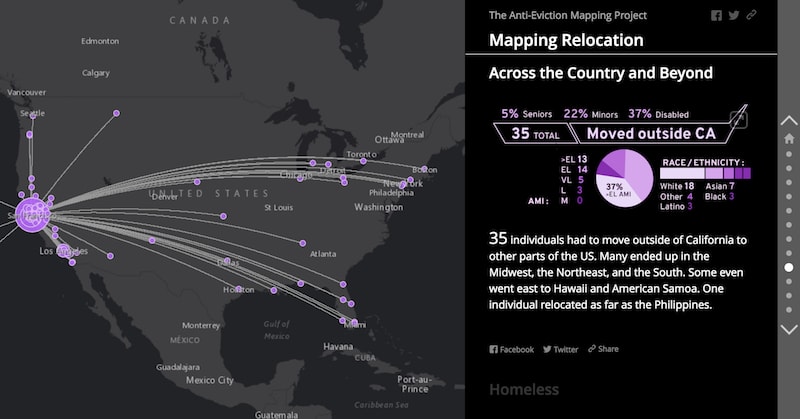 CANADA
Edmonton
Calgary
Vancouver
Seattle
Montreal
Ottawa
Toronto
Boston
Detroit
Chicago
New York
Philadelphia
UNITED STATES
Denver
St Louis
Washington
Los Angeles
Atlanta
Dallas
Houston
Monterrey
Gulf of
Mexico
Miami
MÉXICO
Havana
CUBA
Guadalajara
Mexico City
Port-au-
Prince
Caribbean Sea
Guatemala
The Anti-Eviction Mapping Project
Mapping Relocation
Across the Country and Beyond
5% Seniors 22% Minors 37% Disabled
35 TOTAL Moved outside CA
>EL 13
EL 14
VL 5
L 3
AMI: M 0
37%
>EL AMI
RACE/ETHNICITY:
White 18 Asian 7
Other 4 Black 3
Latino 3
35 individuals had to move outside of California to
other parts of the US. Many ended up in the
Midwest, the Northeast, and the South. Some even
went east to Hawaii and American Samoa. One
individual relocated as far as the Philippines.
Facebook Twitter Share
Homeless